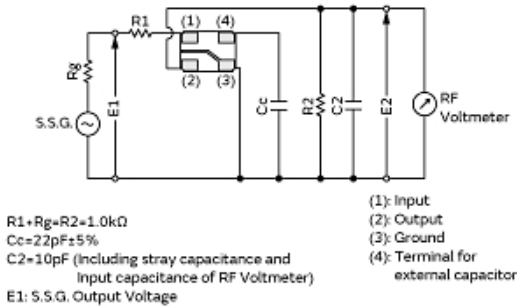 R1
(1)
(4)
Rg
(2)
(3)
S.S.G.
E1
Cc
R2
C2
E2
RF
Voltmeter
R1+Rg=R2=1.0kΩ
Cc=22pF±5%
C2=10pF (Including stray capacitance and
Input capacitance of RF Voltmeter)
E1: S.S.G. Output Voltage
(1): Input
(2): Output
(3): Ground
(4): Terminal for
external capacitor